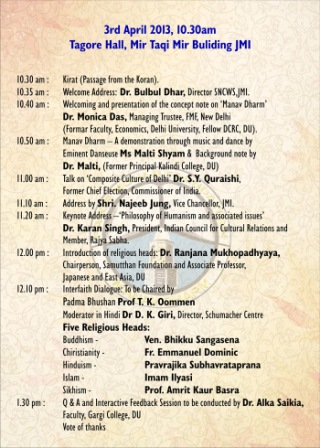 3rd April 2013, 10.30am
Tagore Hall, Mir Taqi Mir Buliding JMI
10.30 am : Kirat (Passage from the Koran).
10.35 am : Welcome Address: Dr. Bulbul Dhar, Director SNCWS,JMI.
10.40 am : Welcoming and presentation of the concept note on 'Manav Dharm'
Dr. Monica Das, Managing Trustee, FMF, New Delhi
(Formar Faculty, Economics, Delhi University, Fellow DCRC, DU).
10.50 am : Manav Dharm – A demonstration through music and dance by
Eminent Danseuse Ms Malti Shyam & Background note by
Dr. Malti, (Former Principal Kalindi College, DU)
11.00 am : Talk on 'Composite Culture of Delhi' Dr. S.Y. Quraishi,
Former Chief Election, Commissioner of India.
11.10 am : Address by Shri. Najeeb Jung, Vice Chancellor, JMI.
11.20 am : Keynote Address –'Philosophy of Humanism and associated issues'
Dr. Karan Singh, President, Indian Council for Cultural Relations and
Member, Rajya Sabha.
12.00 pm : Introduction of religious heads: Dr. Ranjana Mukhopadhyaya,
Chairperson, Samutthan Foundation and Associate Professor,
Japanese and East Asia, DU
12.10 pm : Interfaith Dialogue: To be Chaired by
Padma Bhushan Prof T. K. Oommen
Moderator in Hindi Dr D. K. Giri, Director, Schumacher Centre
Five Religious Heads:
Buddhism - Ven. Bhikku Sangasena
Chiristianity - Fr. Emmanuel Dominic
Hinduism - Pravrajika Subhavrataprana
Islam - Imam Ilyasi
Sikhism - Prof. Amrit Kaur Basra
1.30 pm : Q & A and Interactive Feedback Session to be conducted by Dr. Alka Saikia,
Faculty, Gargi College, DU
Vote of thanks